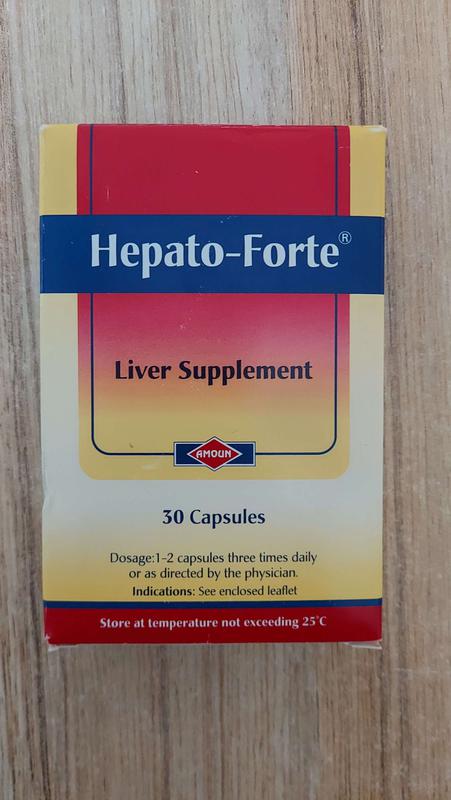 Hepato-Forte®
Liver Supplement
AMOUN
30 Capsules
Dosage:1-2 capsules three times daily
or as directed by the physician.
Indications: See enclosed leaflet
Store at temperature not exceeding 25°C